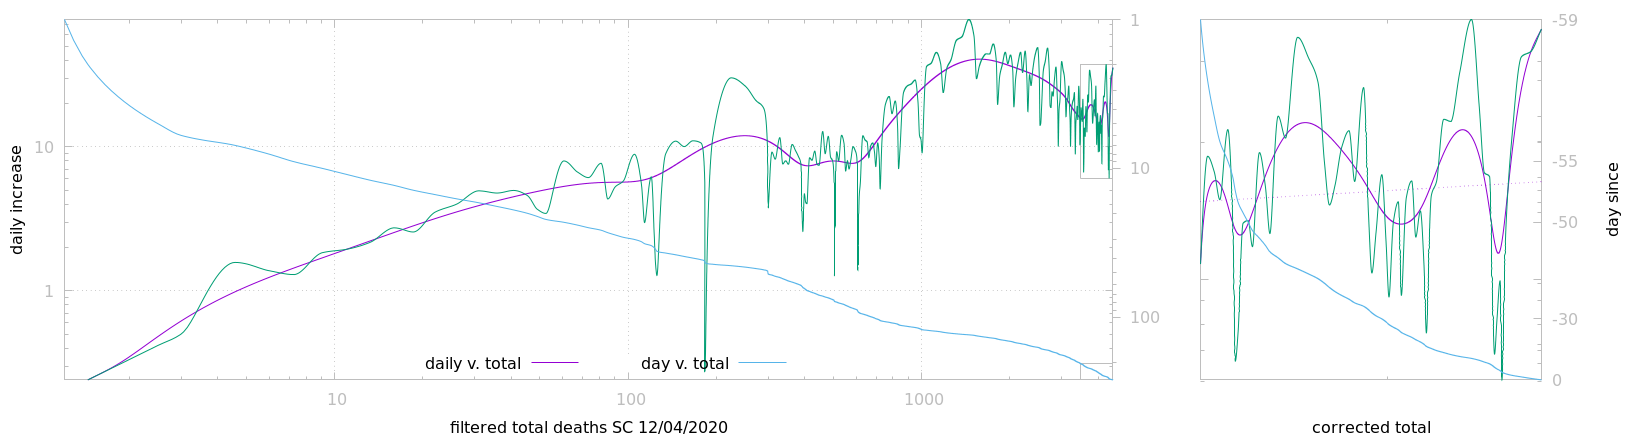 daily increase
10
1
1
10
100
daily v. total
day v. total
10
100
1000
filtered total deaths SC 12/04/2020
-59
-55
-50
-30
0
day since
corrected total